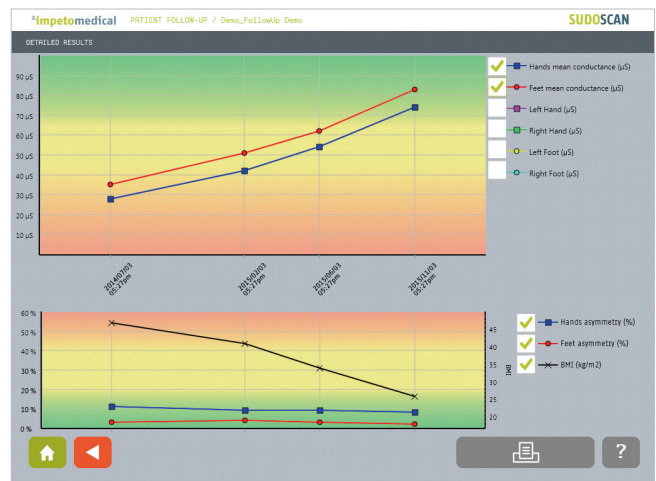 impetomedical PATIENT FOLLOW-UP / Demo_FollowUp Demo SUDOSCAN
DETAILED RESULTS
90 µS
80 µS
70 µS
60 µS
50 µS
40 µS
30 µS
20 µS
10 µS
2014/07/03 05:27pm
2015/02/03 05:27pm
2015/06/03 05:27pm
2015/11/03 05:27pm
Hands mean conductance (µS)
Feet mean conductance (µS)
Left Hand (µS)
Right Hand (µS)
Left Foot (µS)
Right Foot (µS)
60 %
50 %
40 %
30 %
20 %
10 %
0 %
45
40
35
30
25
20
BMI
Hands asymmetry (%)
Feet asymmetry (%)
BMI (kg/m2)
?